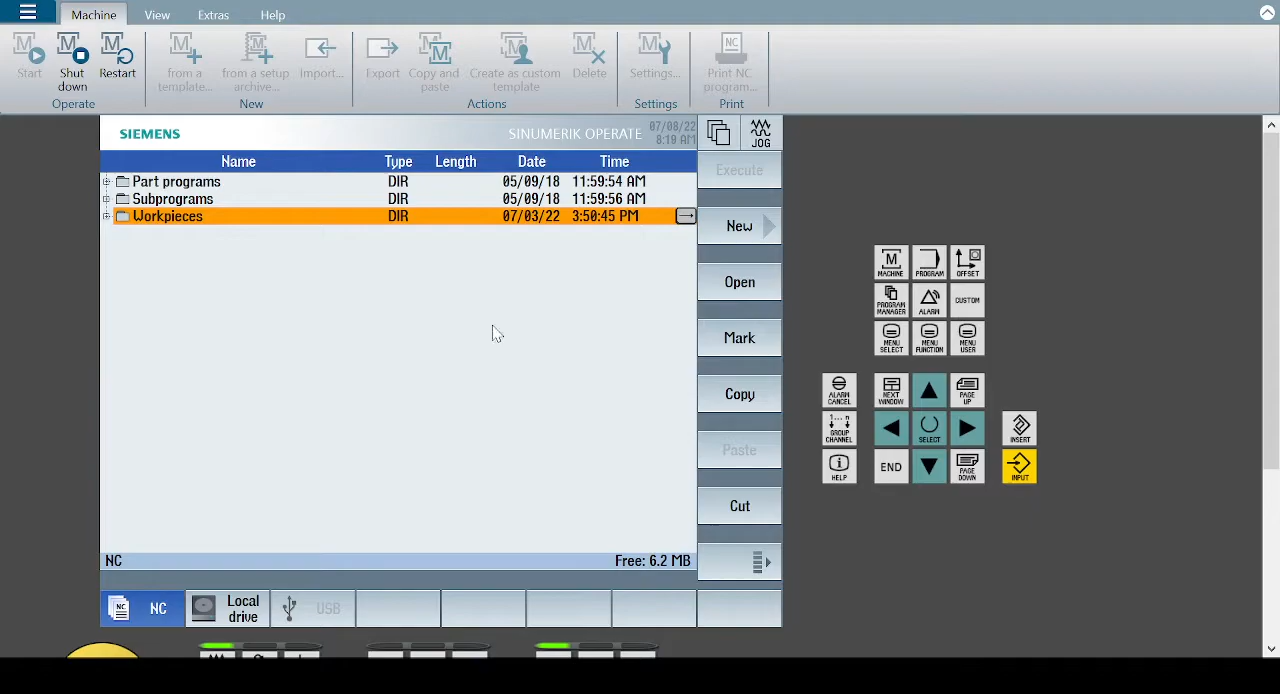 Machine View Extras Help
Start Shut down Restart from a template... from a setup archive... Import... Export Copy and paste Create as custom template Delete Settings... Print NC program...
Operate New Actions Settings Print
SIEMENS SINUMERIK OPERATE 07/08/22 8:10 AM JOG
Name Type Length Date Time
Part programs DIR 05/09/18 11:59:54 AM
Subprograms DIR 05/09/18 11:59:56 AM
Workpieces DIR 07/03/22 3:50:45 PM
Execute
New
Open
Mark
Copy
Paste
Cut
NC Free: 6.2 MB
NC Local drive USB
MACHINE PROGRAM OFFSET
PROGRAM MANAGER ALARM CUSTOM
MENU SELECT MENU FUNCTION MENU USER
ALARM CANCEL NEXT WINDOW PAGE UP
1... n GROUP CHANNEL SELECT INSERT
HELP END PAGE DOWN INPUT